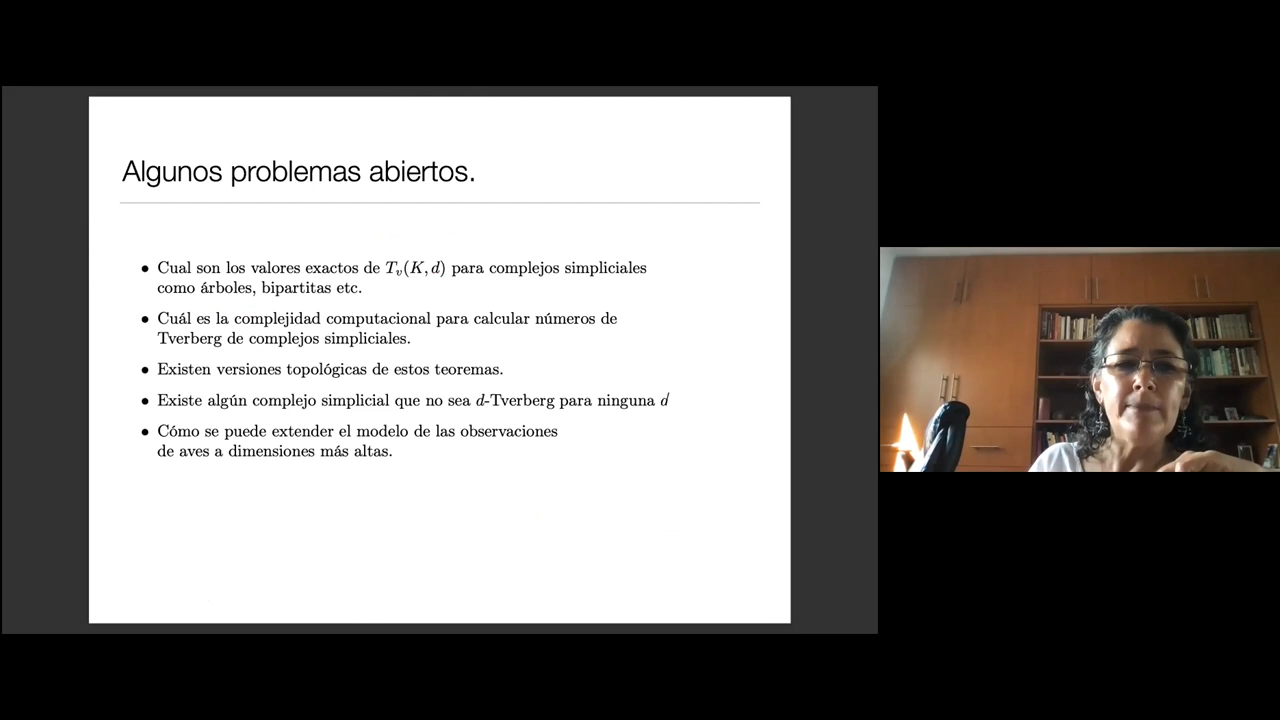 Algunos problemas abiertos.
• Cual son los valores exactos de T_v(K, d) para complejos simpliciales
como árboles, bipartitas etc.
• Cuál es la complejidad computacional para calcular números de
Tverberg de complejos simpliciales.
• Existen versiones topológicas de estos teoremas.
• Existe algún complejo simplicial que no sea d-Tverberg para ninguna d
• Cómo se puede extender el modelo de las observaciones
de aves a dimensiones más altas.